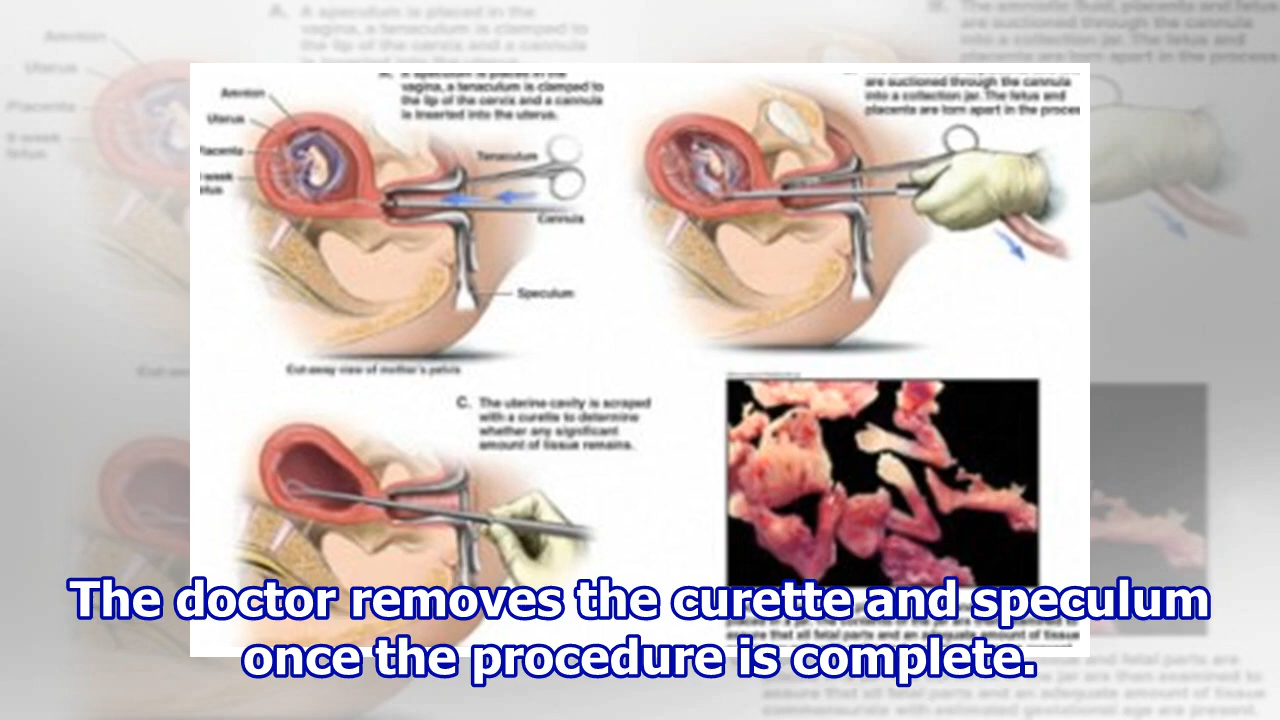 A. A speculum is placed in the
vagina, a tenaculum is clamped to
the lip of the cervix and a cannula
is inserted into the uterus.
are suctioned through the cannula
into a collection jar. The fetus and
placenta are torn apart in the proces
Amnion
Uterus
Placenta
week
etus
Tenaculum
Cannula
Speculum
Cut-away view of mother's pelvis
C. The uterine cavity is scraped
with a curette to determine
whether any significant
amount of tissue remains.
The doctor removes the curette and speculum
once the procedure is complete.